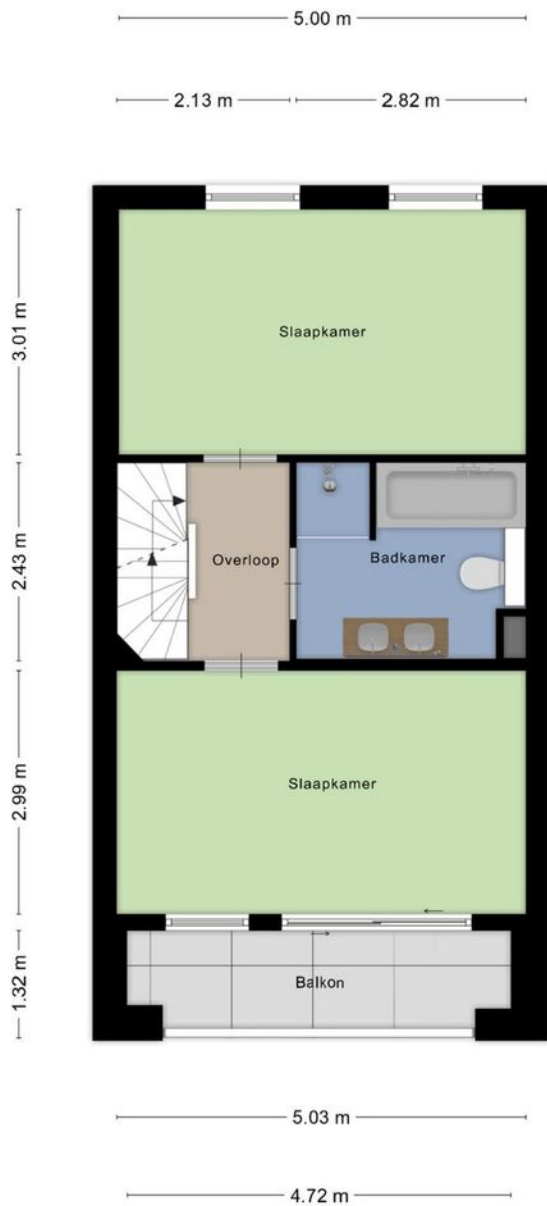 5.00 m
2.13 m
2.82 m
3.01 m
Slaapkamer
2.43 m
Overloop
Badkamer
2.99 m
Slaapkamer
1.32 m
Balkon
5.03 m
4.72 m